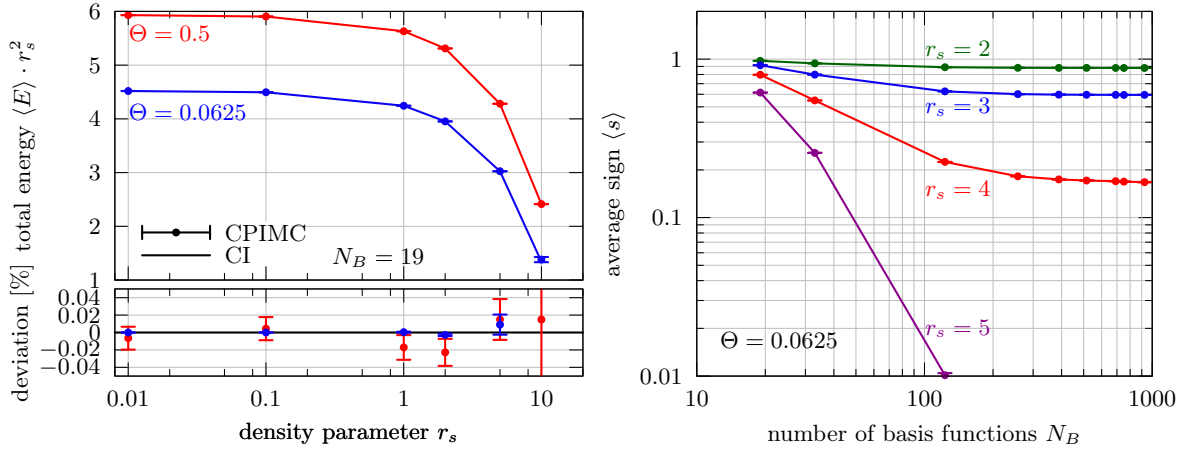 total energy ⟨E⟩ · r_s^2
6
5
4
3
2
1
Θ = 0.5
Θ = 0.0625
CPIMC
CI
N_B = 19
deviation [%]
0.04
0.02
0
−0.02
−0.04
0.01
0.1
1
10
density parameter r_s
average sign ⟨s⟩
1
0.1
0.01
r_s = 2
r_s = 3
r_s = 4
r_s = 5
Θ = 0.0625
10
100
1000
number of basis functions N_B